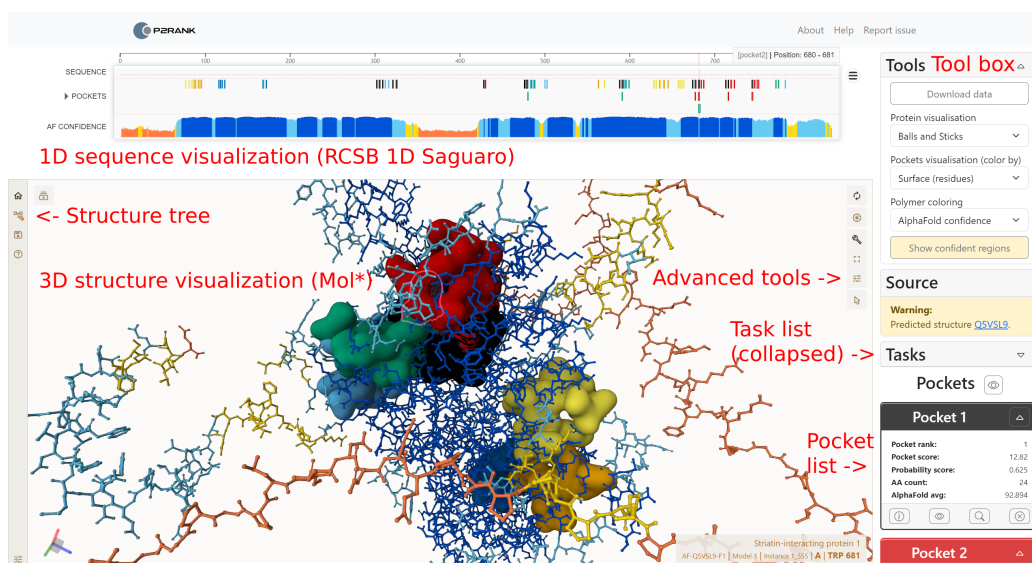 P2RANK
About Help Report issue
[pocket2] | Position: 680 - 681
0 100 200 300 400 500 600 700
SEQUENCE
POCKETS
AF CONFIDENCE
1D sequence visualization (RCSB 1D Saguaro)
<- Structure tree
3D structure visualization (Mol*)
Advanced tools ->
Task list
(collapsed) ->
Pocket
list ->
Striatin-interacting protein 1
AF-Q5VSL9-F1 | Model 1 | Instance 1_555 | A | TRP 681
Tools Tool box
Download data
Protein visualisation
Balls and Sticks
Pockets visualisation (color by)
Surface (residues)
Polymer coloring
AlphaFold confidence
Show confident regions
Source
Warning:
Predicted structure Q5VSL9.
Tasks
Pockets
Pocket 1
Pocket rank: 1
Pocket score: 12.82
Probability score: 0.625
AA count: 24
AlphaFold avg: 92.894
Pocket 2